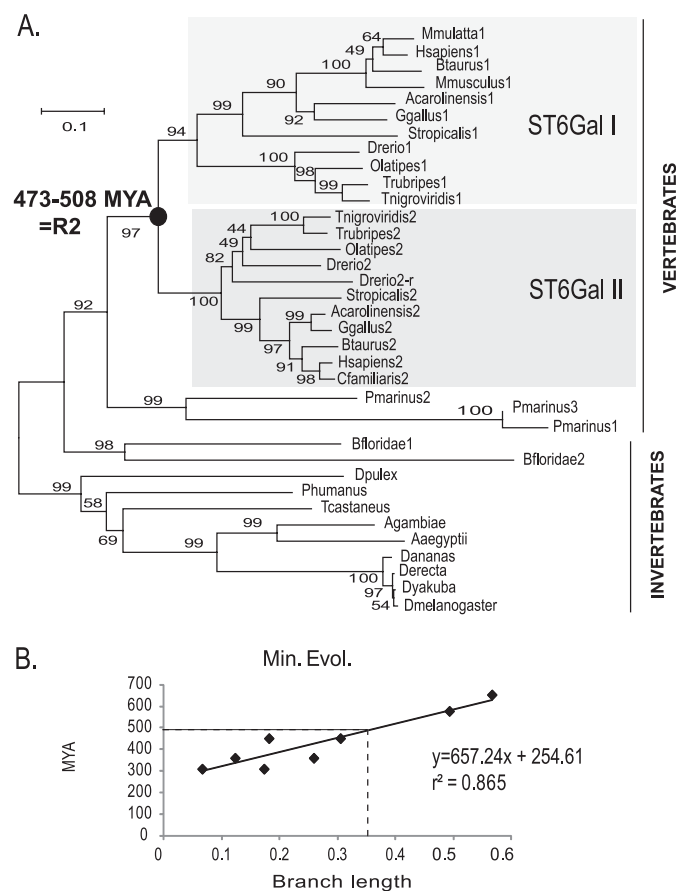 A.
64
Mmulatta1
49
Hsapiens1
100
Btaurus1
90
Mmusculus1
99
Acarolinensis1
92
Ggallus1
ST6Gal I
0.1
94
Stropicalis1
100
Drerio1
98
Olatipes1
99
Trubripes1
Tnigroviridis1
473-508 MYA
=R2
97
100
Tnigroviridis2
44
Trubripes2
49
Olatipes2
82
Drerio2
Drerio2-r
100
Stropicalis2
ST6Gal II
99
99
Acarolinensis2
Ggallus2
97
Btaurus2
91
Hsapiens2
98
Cfamiliaris2
92
99
Pmarinus2
100
Pmarinus3
Pmarinus1
VERTEBRATES
98
Bfloridae1
Bfloridae2
99
Dpulex
58
Phumanus
Tcastaneus
69
99
99
Agambiae
Aaegyptii
Dananas
100
Derecta
97
Dyakuba
54
Dmelanogaster
INVERTEBRATES
B.
Min. Evol.
700
600
500
400
300
200
100
0
MYA
y=657.24x + 254.61
r² = 0.865
0 0.1 0.2 0.3 0.4 0.5 0.6
Branch length